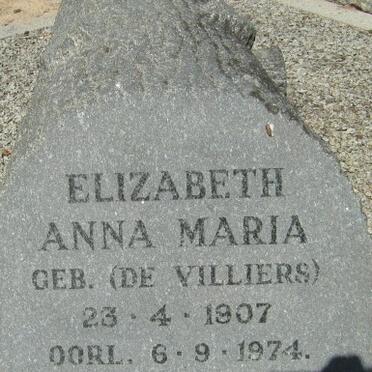 ELIZABETH
ANNA MARIA
GEB. (DE VILLIERS)
23 · 4 · 1907
OORL. 6 · 9 · 1974.